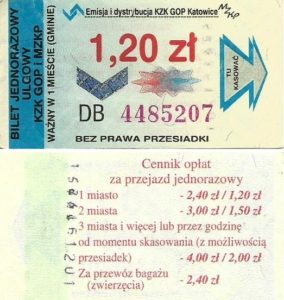 Emisja i dystrybucja KZK GOP Katowice
MZKP
BILET JEDNORAZOWY
ULGOWY
KZK GOP i MZKP
WAŻNY W 1 MIEŚCIE (GMINIE)
1,20 zł
TU KASOWAĆ
DB 4485207
BEZ PRAWA PRZESIADKI
Cennik opłat
za przejazd jednorazowy
1 miasto - 2,40 zł / 1,20 zł
2 miasta - 3,00 zł / 1,50 zł
3 miasta i więcej lub przez godzinę
od momentu skasowania (z możliwością
przesiadek) - 4,00 zł / 2,00 zł
Za przewóz bagażu
(zwierzęcia) - 2,40 zł